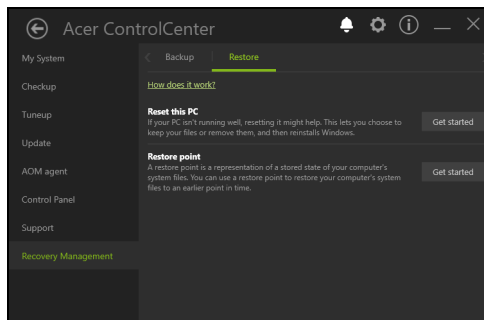 Acer ControlCenter
My System
Checkup
Tuneup
Update
AOM agent
Control Panel
Support
Recovery Management
Backup Restore
How does it work?
Reset this PC
If your PC isn't running well, resetting it might help. This lets you choose to
keep your files or remove them, and then reinstalls Windows.
Get started
Restore point
A restore point is a representation of a stored state of your computer's
system files. You can use a restore point to restore your computer's system
files to an earlier point in time.
Get started